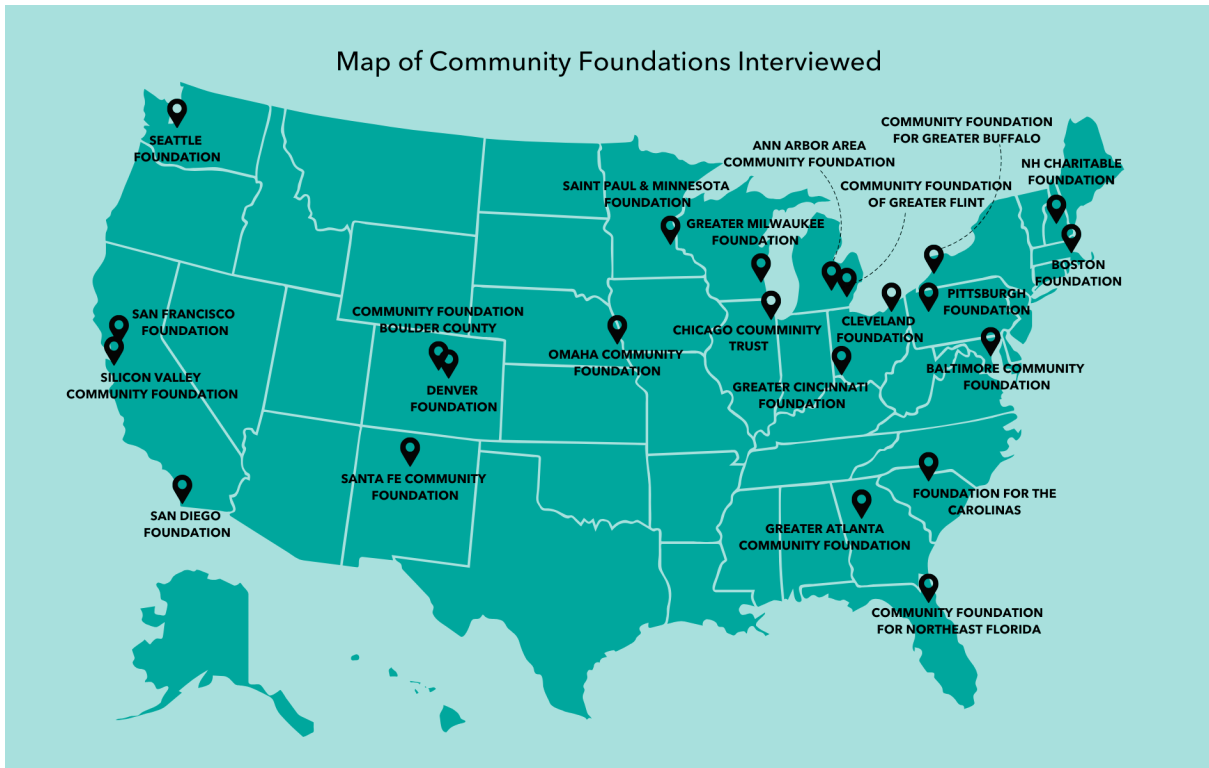 Map of Community Foundations Interviewed
SEATTLE
FOUNDATION
COMMUNITY FOUNDATION
FOR GREATER BUFFALO
ANN ARBOR AREA
COMMUNITY FOUNDATION
NH CHARITABLE
FOUNDATION
SAINT PAUL & MINNESOTA
FOUNDATION
COMMUNITY FOUNDATION
OF GREATER FLINT
GREATER MILWAUKEE
FOUNDATION
BOSTON
FOUNDATION
SAN FRANCISCO
FOUNDATION
COMMUNITY FOUNDATION
BOULDER COUNTY
PITTSBURGH
FOUNDATION
CHICAGO COUMMINITY
TRUST
CLEVELAND
FOUNDATION
OMAHA COMMUNITY
FOUNDATION
SILICON VALLEY
COMMUNITY FOUNDATION
DENVER
FOUNDATION
GREATER CINCINNATI
FOUNDATION
BALTIMORE COMMUNITY
FOUNDATION
SANTA FE COMMUNITY
FOUNDATION
FOUNDATION FOR THE
CAROLINAS
SAN DIEGO
FOUNDATION
GREATER ATLANTA
COMMUNITY FOUNDATION
COMMUNITY FOUNDATION
FOR NORTHEAST FLORIDA